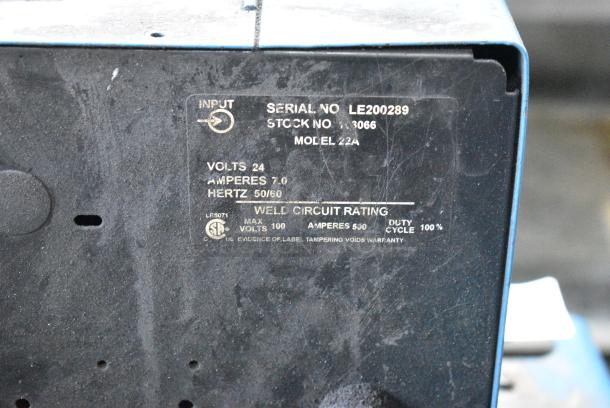 INPUT
SERIAL NO LE200289
STOCK NO
MODEL 22A
VOLTS 24
AMPERES 7.0
HERTZ 50/60
WELD CIRCUIT RATING
LR5071
MAX
VOLTS 100
AMPERES 500
DUTY
CYCLE 100%
EVIDENCE OF LABEL TAMPERING VOIDS WARRANTY